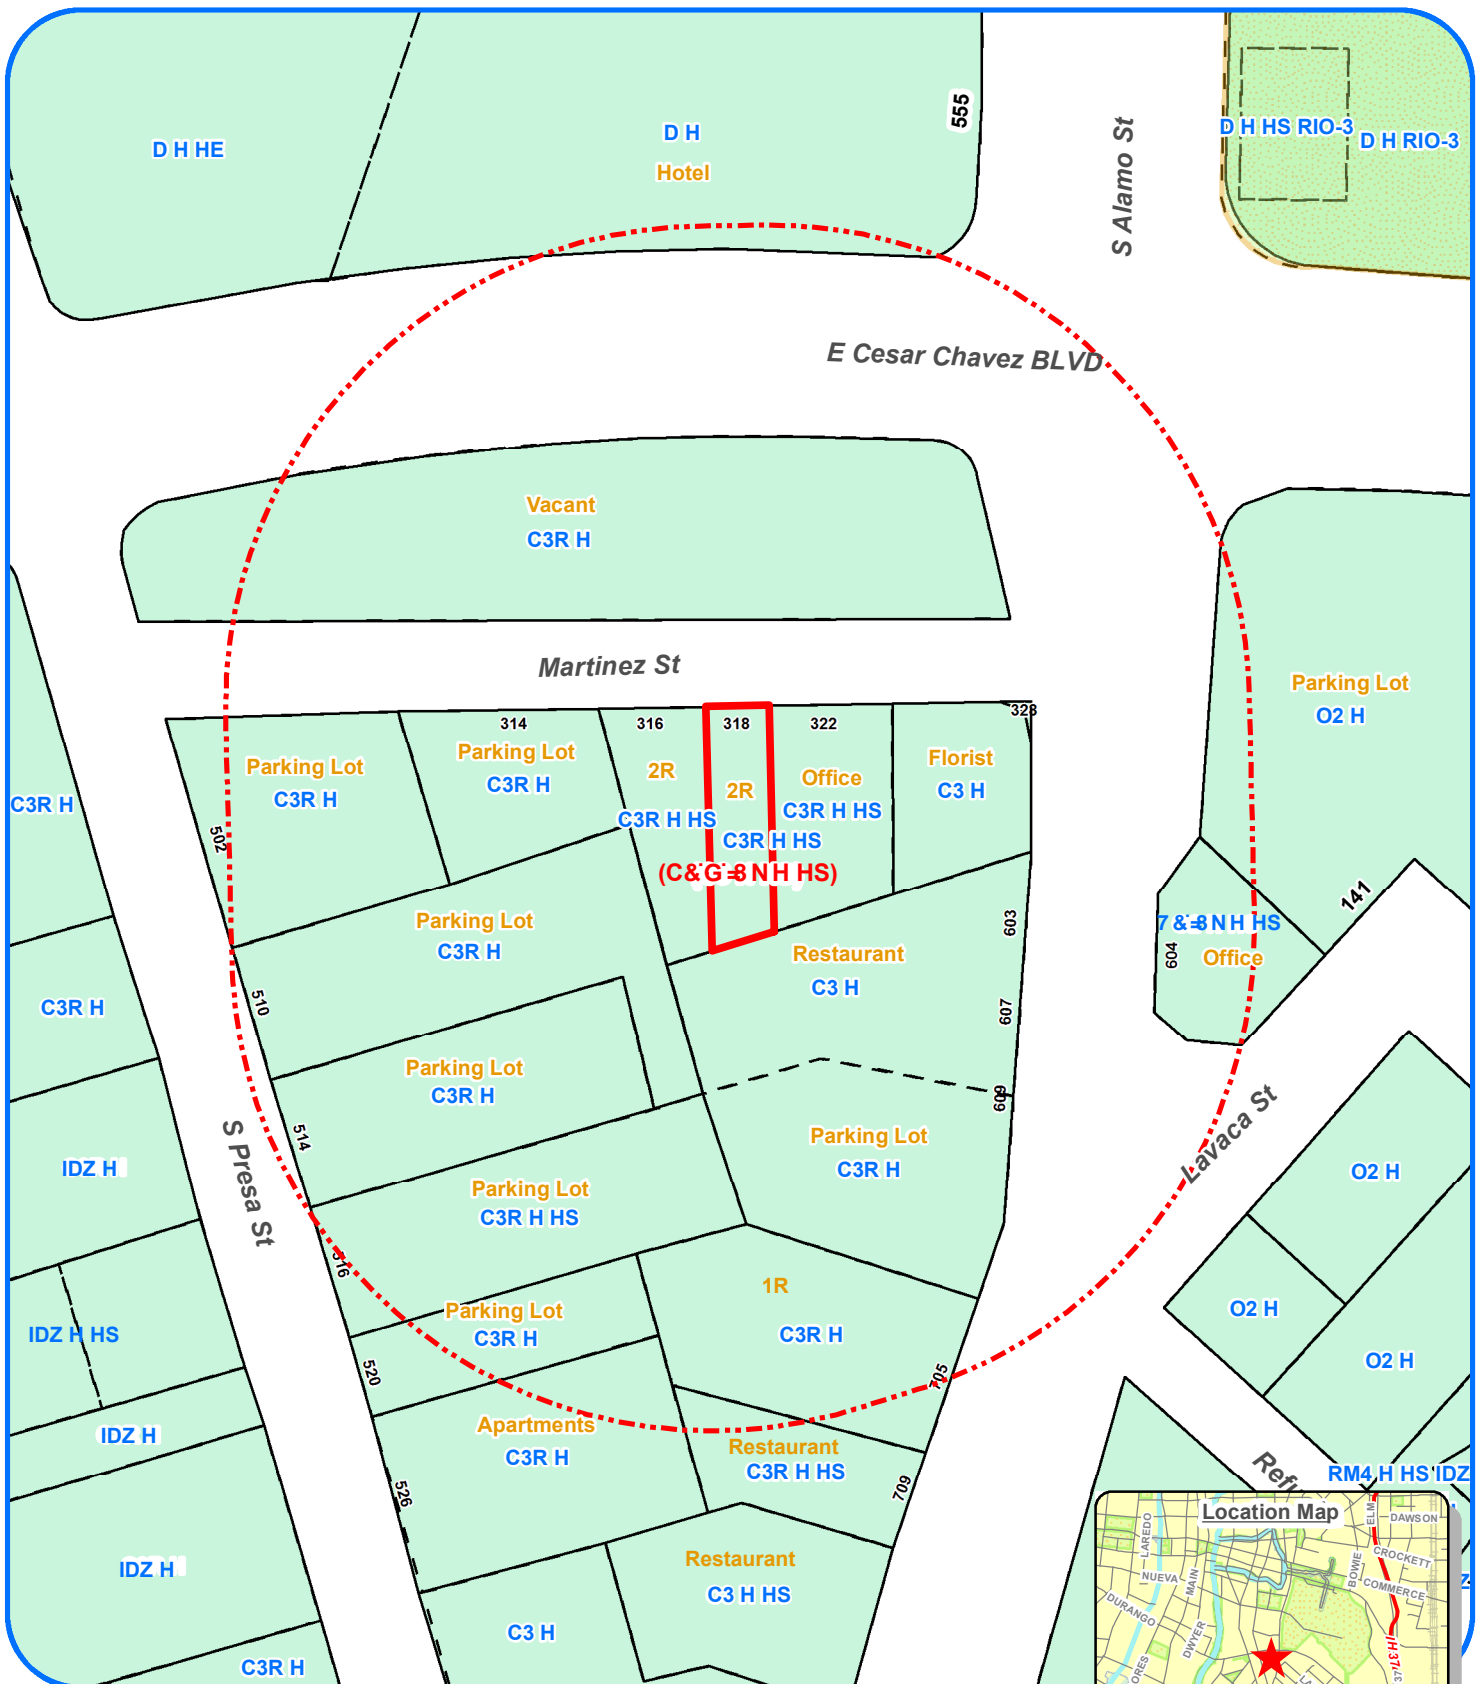 D H HE
D H
Hotel
555
S Alamo St
D H HS RIO-3
D H RIO-3
E Cesar Chavez BLVD
Vacant
C3R H
Martinez St
Parking Lot
O2 H
314
316
318
322
328
Parking Lot
C3R H
Parking Lot
C3R H
2R
C3R H HS
2R
C3R H HS
Office
C3R H HS
Florist
C3 H
C3R H
502
603
141
H HS
Office
604
Parking Lot
C3R H
Restaurant
C3 H
C3R H
510
607
Parking Lot
C3R H
609
514
Parking Lot
C3R H
Lavaca St
IDZ H
S Presa St
Parking Lot
C3R H HS
O2 H
516
1R
C3R H
O2 H
IDZ H HS
Parking Lot
C3R H
O2 H
520
705
IDZ H
Apartments
C3R H
Restaurant
C3R H HS
RM4 H HS IDZ
526
709
IDZ H
Restaurant
C3 H HS
C3 H
C3R H
Location Map
LAREDO
ELM
DAWSON
CROCKETT
BOWIE
COMMERCE
NUEVA
MAIN
DURANGO
DWYER
IH 37